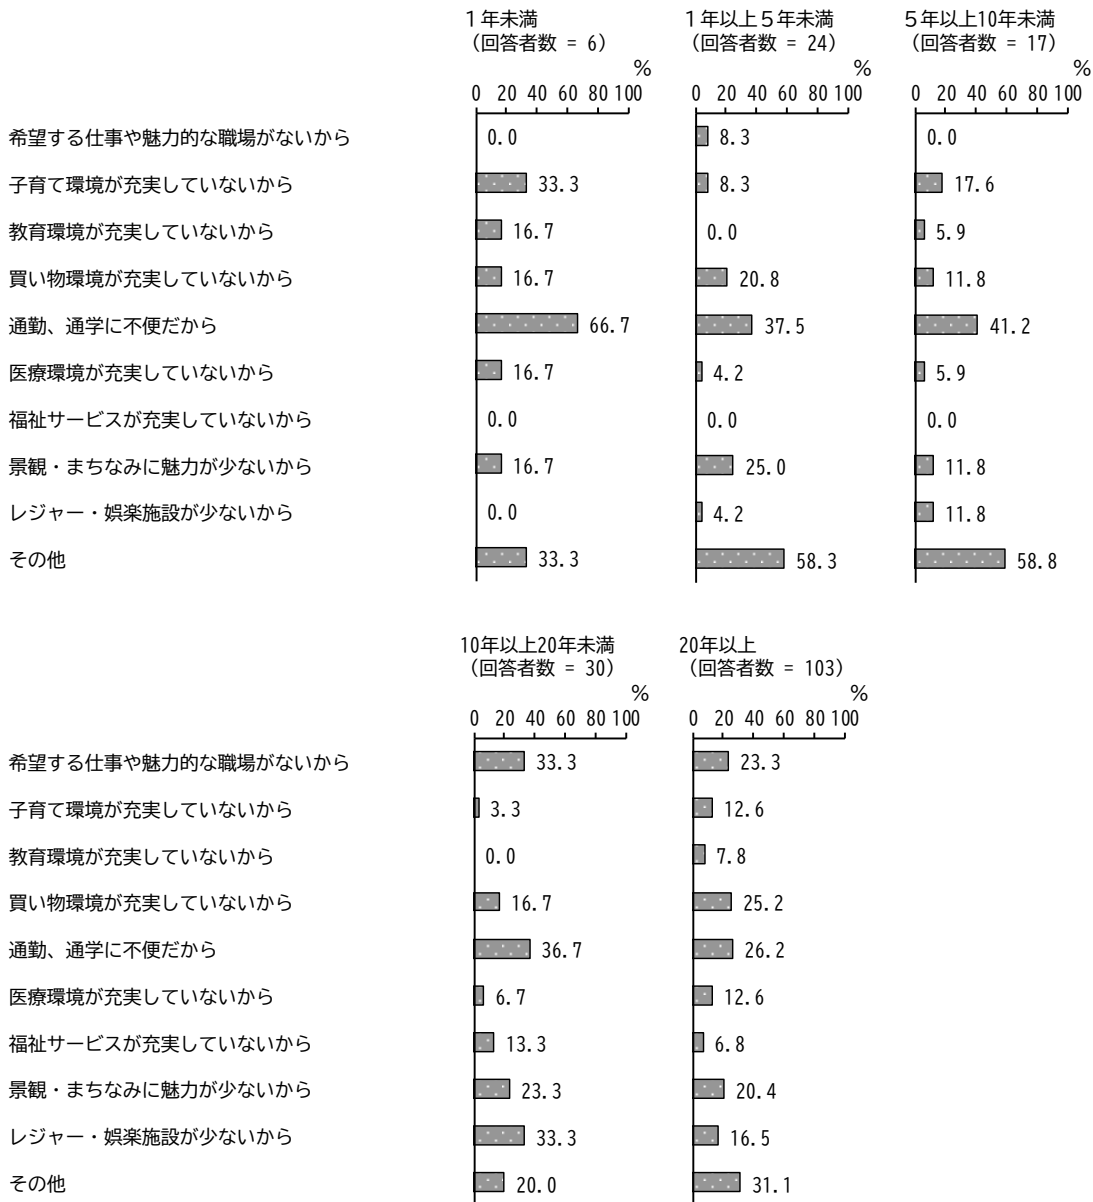 １年未満 １年以上５年未満 ５年以上10年未満
（回答者数 = 6） （回答者数 = 24） （回答者数 = 17）
% % %
0 20 40 60 80 100 0 20 40 60 80 100 0 20 40 60 80 100
希望する仕事や魅力的な職場がないから 0.0 8.3 0.0
子育て環境が充実していないから 33.3 8.3 17.6
教育環境が充実していないから 16.7 0.0 5.9
買い物環境が充実していないから 16.7 20.8 11.8
通勤、通学に不便だから 66.7 37.5 41.2
医療環境が充実していないから 16.7 4.2 5.9
福祉サービスが充実していないから 0.0 0.0 0.0
景観・まちなみに魅力が少ないから 16.7 25.0 11.8
レジャー・娯楽施設が少ないから 0.0 4.2 11.8
その他 33.3 58.3 58.8
10年以上20年未満 20年以上
（回答者数 = 30） （回答者数 = 103）
% %
0 20 40 60 80 100 0 20 40 60 80 100
希望する仕事や魅力的な職場がないから 33.3 23.3
子育て環境が充実していないから 3.3 12.6
教育環境が充実していないから 0.0 7.8
買い物環境が充実していないから 16.7 25.2
通勤、通学に不便だから 36.7 26.2
医療環境が充実していないから 6.7 12.6
福祉サービスが充実していないから 13.3 6.8
景観・まちなみに魅力が少ないから 23.3 20.4
レジャー・娯楽施設が少ないから 33.3 16.5
その他 20.0 31.1